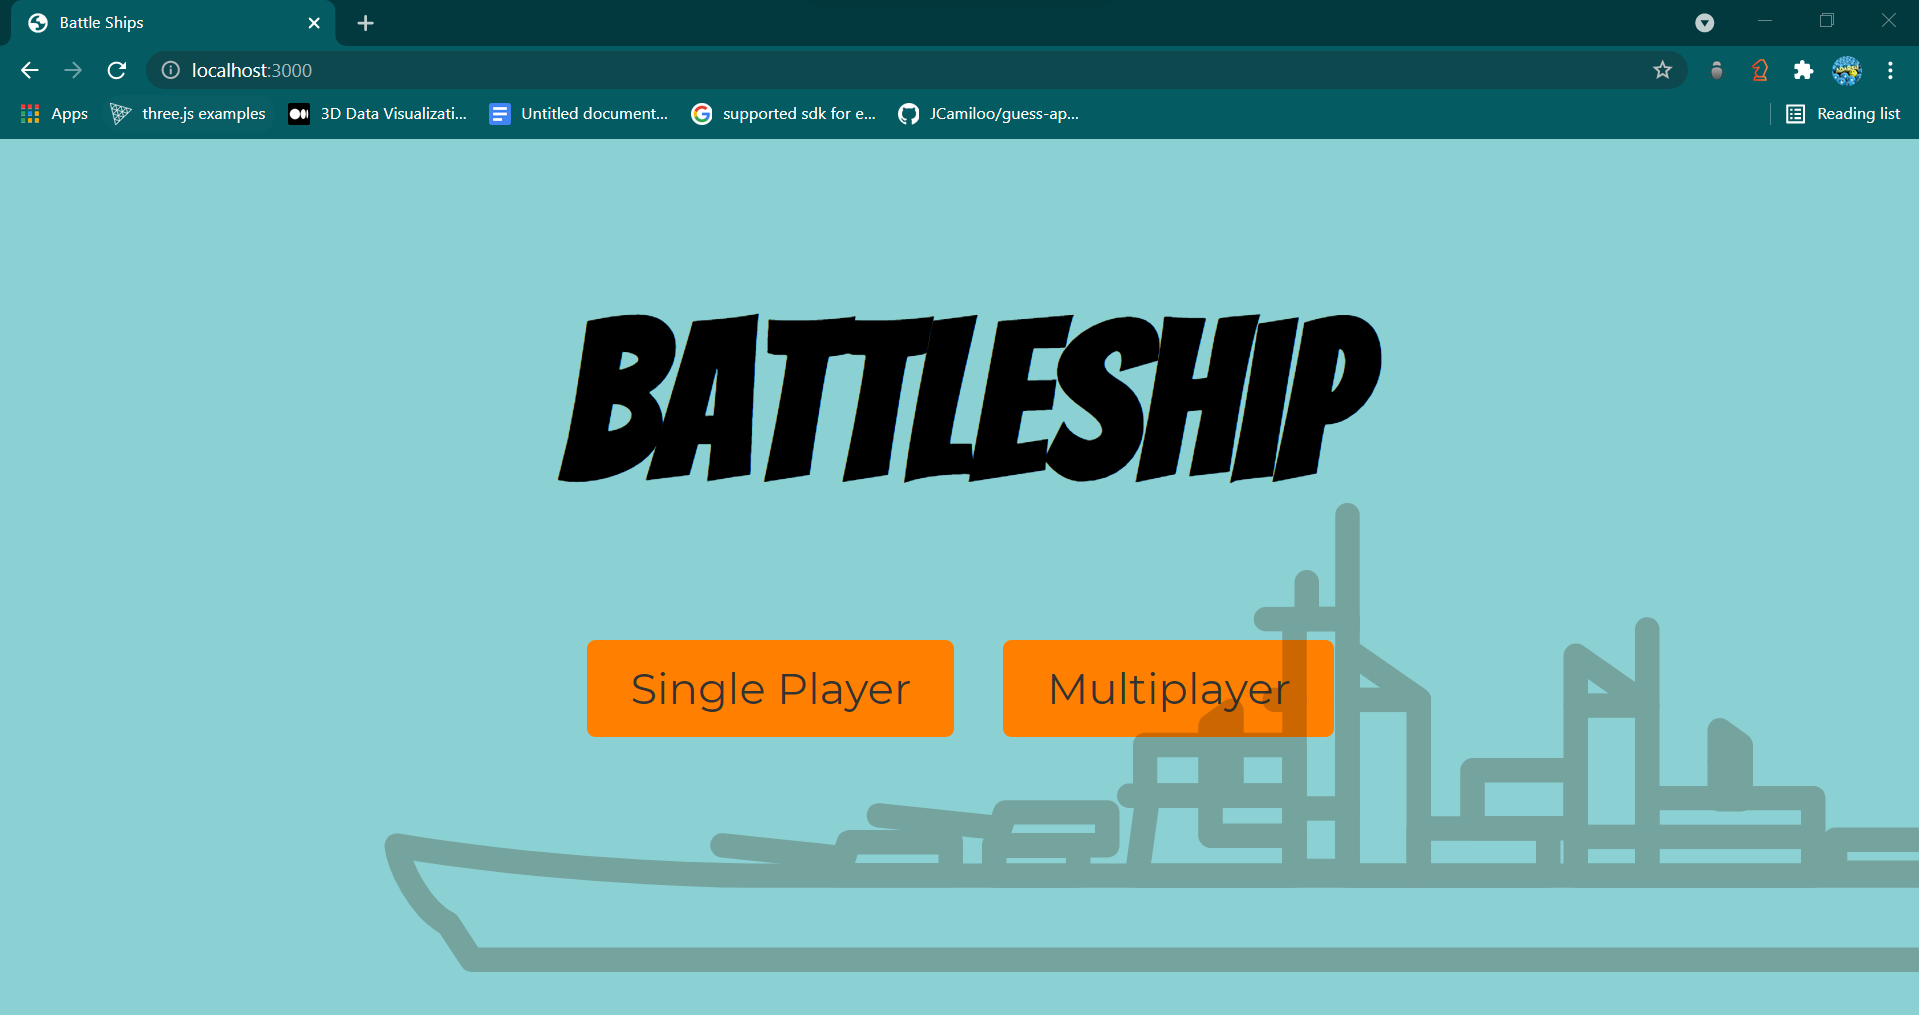 Battle Ships
localhost:3000
Apps three.js examples 3D Data Visualizati... Untitled document... supported sdk for e... JCamiloo/guess-ap... Reading list
BATTLESHIP
Single Player Multiplayer